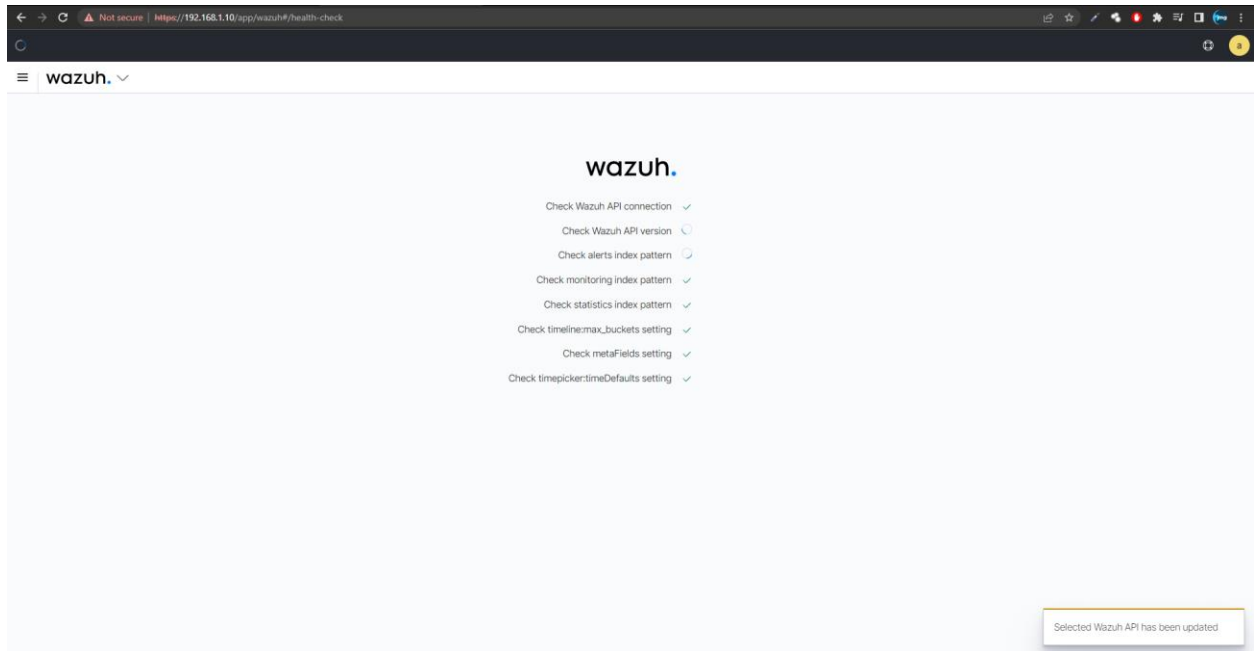 Not secure | https://192.168.1.10/app/wazuh#/health-check
a
wazuh.
wazuh.
Check Wazuh API connection
Check Wazuh API version
Check alerts index pattern
Check monitoring index pattern
Check statistics index pattern
Check timeline:max_buckets setting
Check metaFields setting
Check timepicker:timeDefaults setting
Selected Wazuh API has been updated